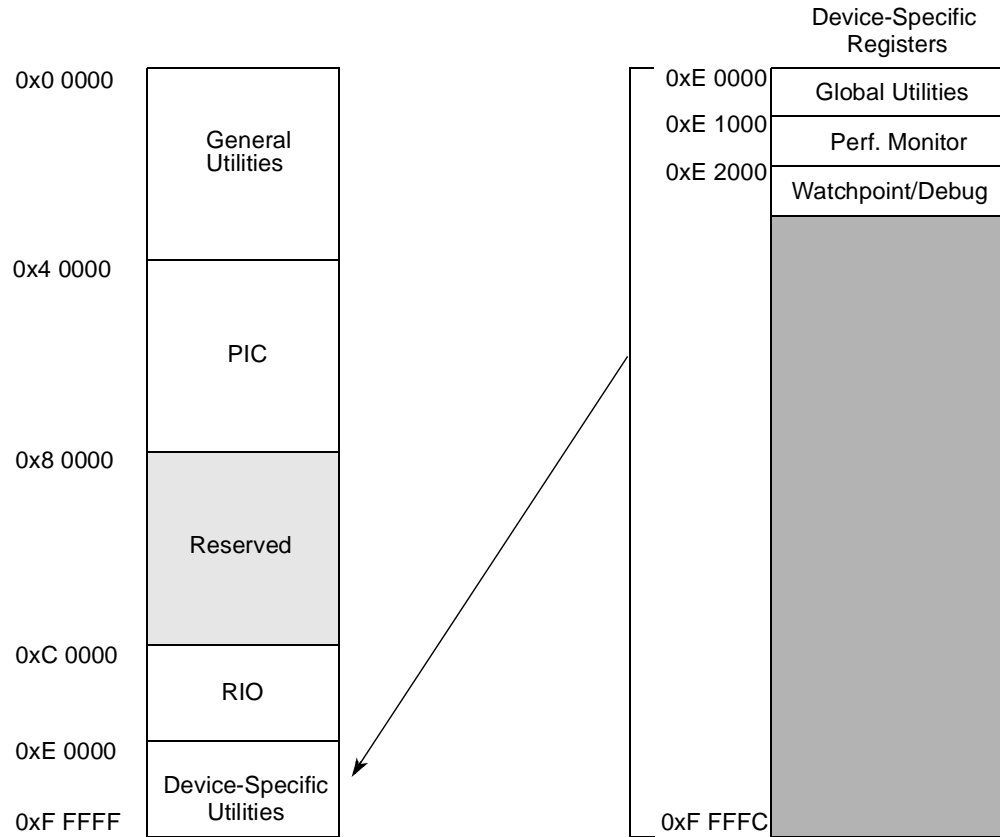 0x0 0000
General
Utilities
0x4 0000
PIC
0x8 0000
Reserved
0xC 0000
RIO
0xE 0000
Device-Specific
Utilities
0xF FFFF
Device-Specific
Registers
0xE 0000
Global Utilities
0xE 1000
Perf. Monitor
0xE 2000
Watchpoint/Debug
0xF FFFC